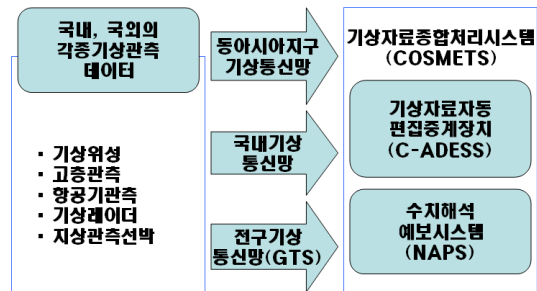 국내, 국외의
각종기상관측
데이터
▪ 기상위성
▪ 고층관측
▪ 항공기관측
▪ 기상레이더
▪ 지상관측선박
동아시아지구
기상통신망
국내기상
통신망
전구기상
통신망(GTS)
기상자료종합처리시스템
(COSMETS)
기상자료자동
편집중계장치
(C-ADESS)
수치해석
예보시스템
(NAPS)